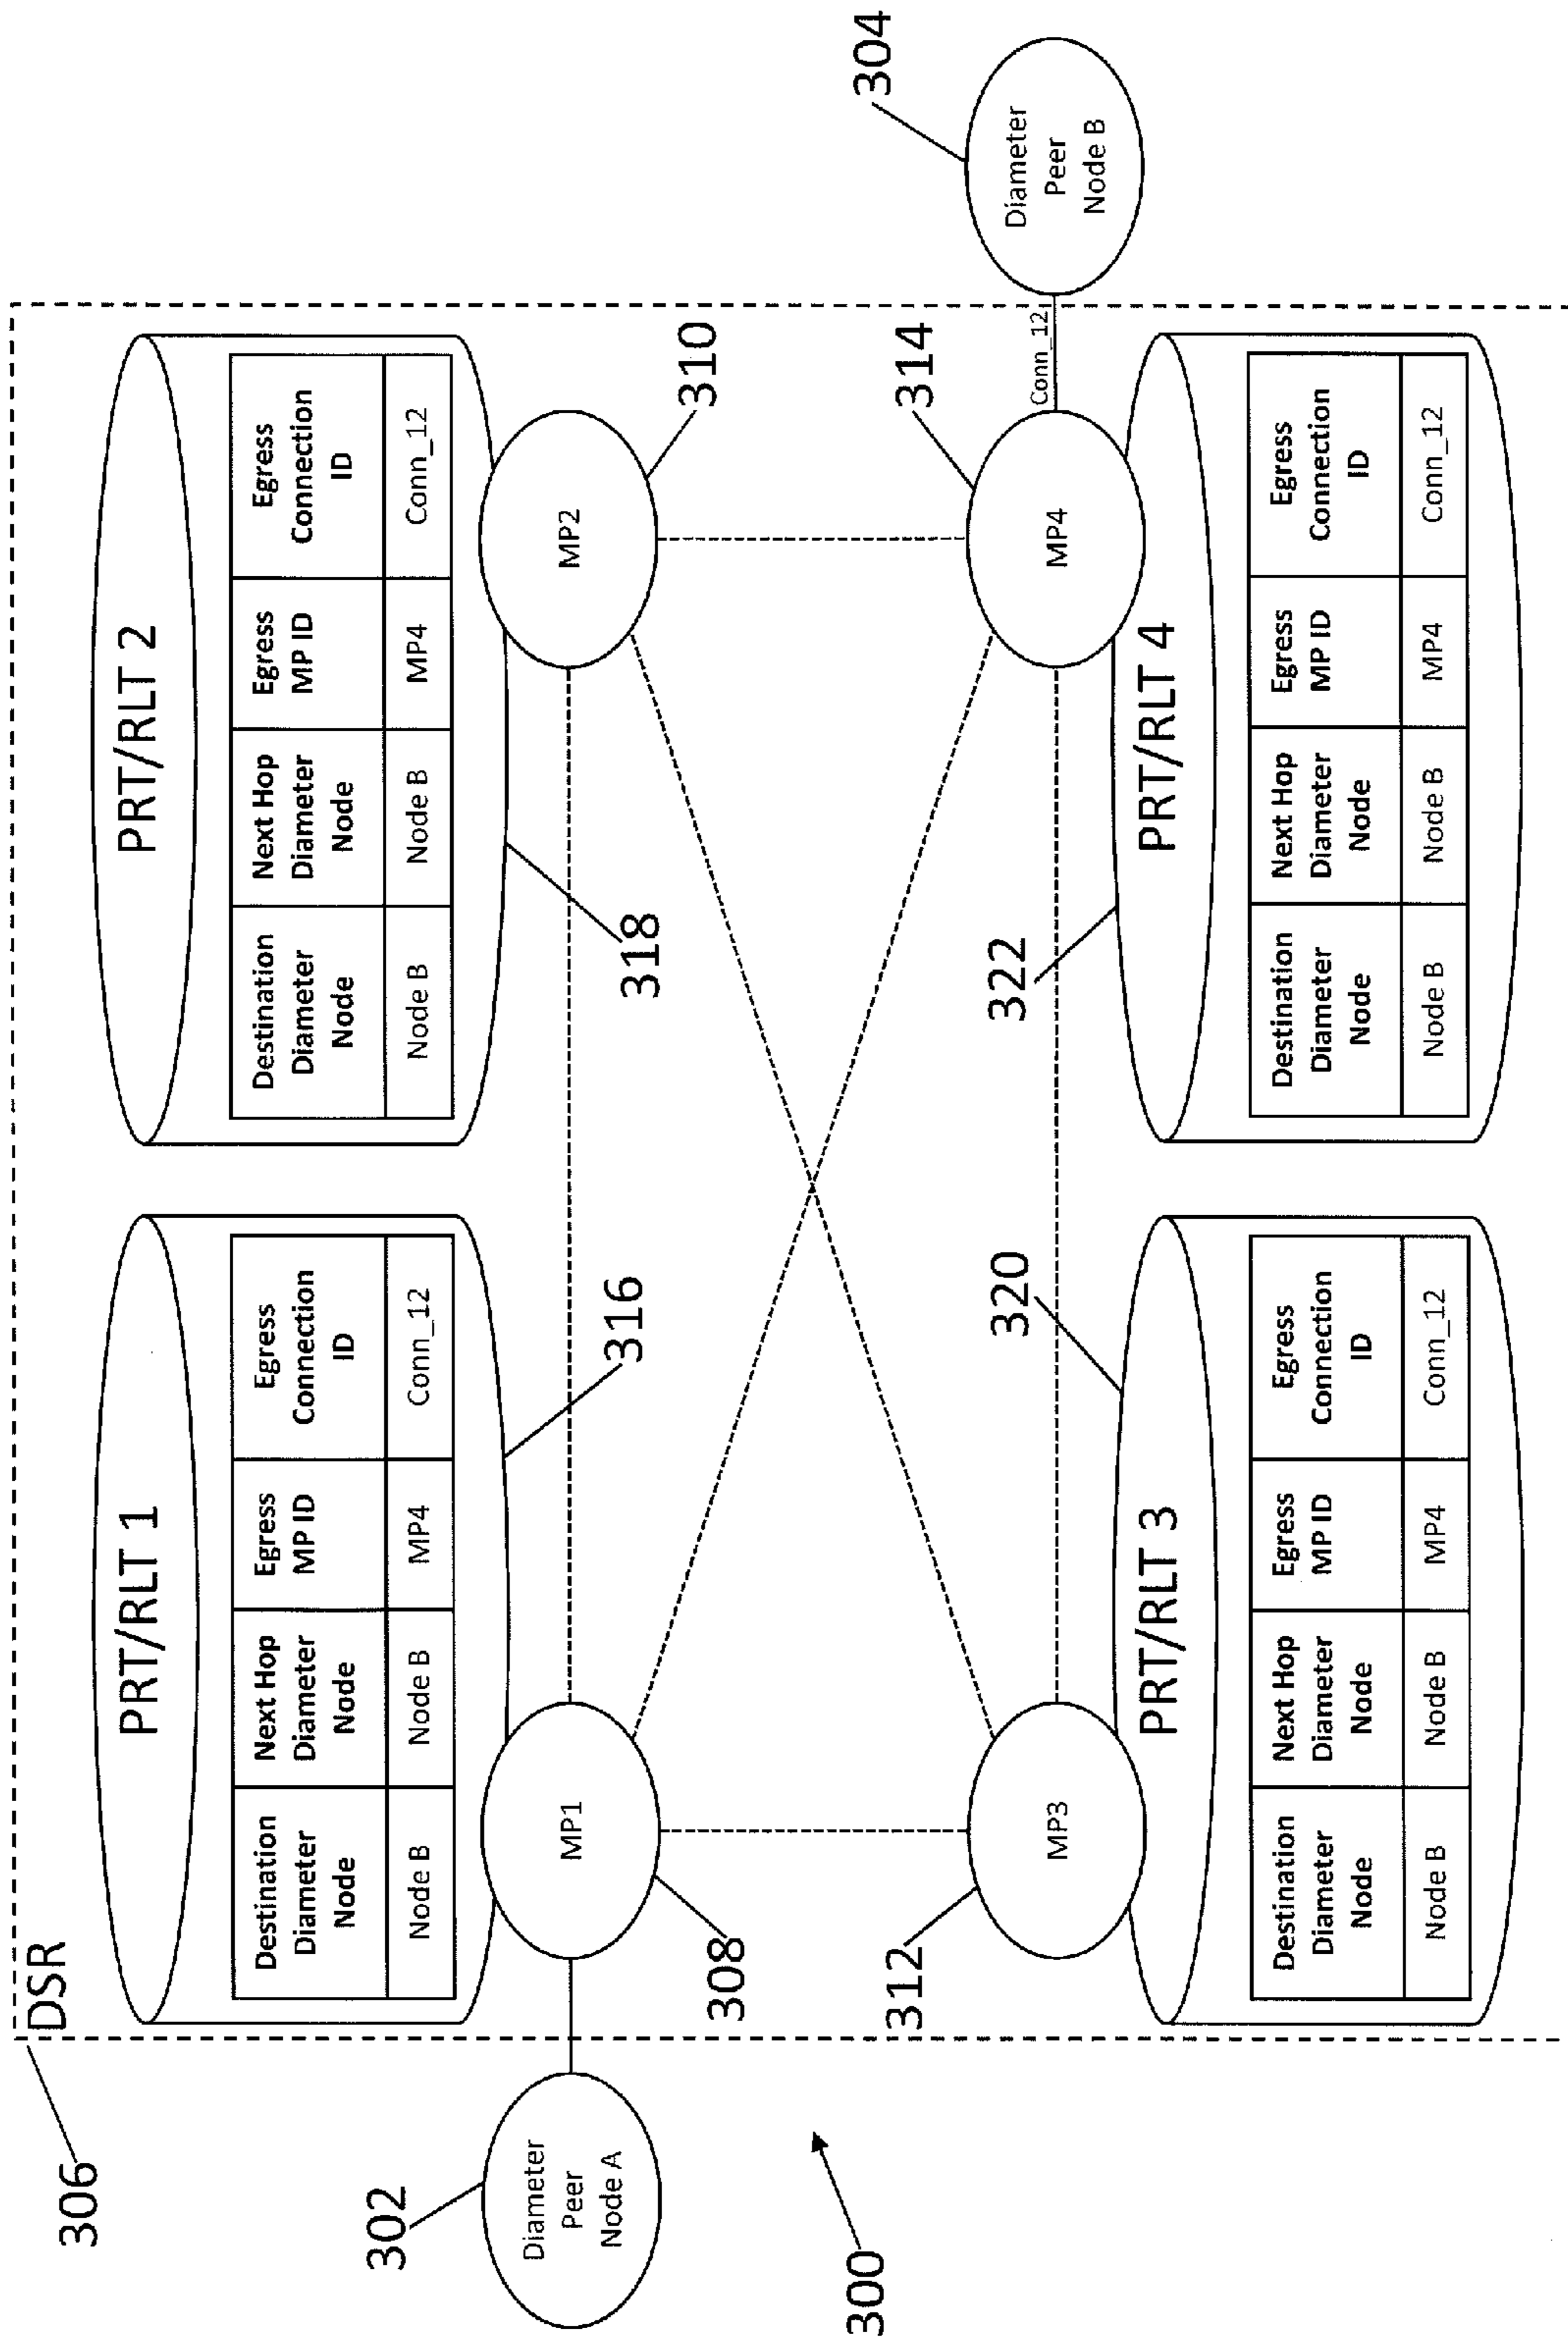 306
DSR
PRT/RLT 1
Destination Diameter Node
Next Hop Diameter Node
Egress MP ID
Egress Connection ID
Node B
Node B
MP4
Conn_12
PRT/RLT 2
Destination Diameter Node
Next Hop Diameter Node
Egress MP ID
Egress Connection ID
Node B
Node B
MP4
Conn_12
302
Diameter
Peer
Node A
MP1
316
318
MP2
308
310
300
312
320
322
314
304
MP3
MP4
Conn_12
Diameter
Peer
Node B
PRT/RLT 3
Destination Diameter Node
Next Hop Diameter Node
Egress MP ID
Egress Connection ID
Node B
Node B
MP4
Conn_12
PRT/RLT 4
Destination Diameter Node
Next Hop Diameter Node
Egress MP ID
Egress Connection ID
Node B
Node B
MP4
Conn_12